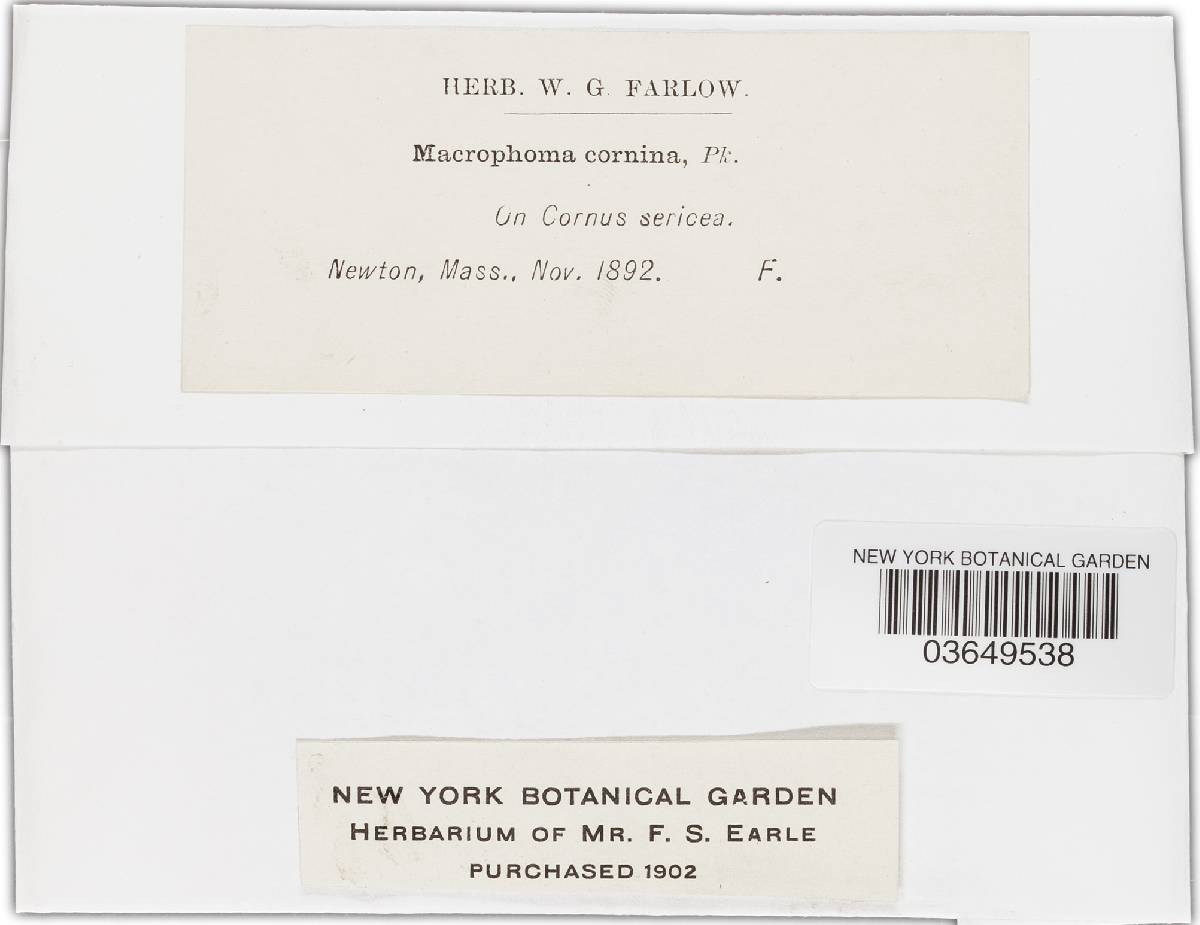 HERB. W. G. FARLOW.
Macrophoma cornina, Pk.
On Cornus sericea.
Newton, Mass., Nov. 1892. F.
NEW YORK BOTANICAL GARDEN
03649538
NEW YORK BOTANICAL GARDEN
HERBARIUM OF MR. F. S. EARLE
PURCHASED 1902